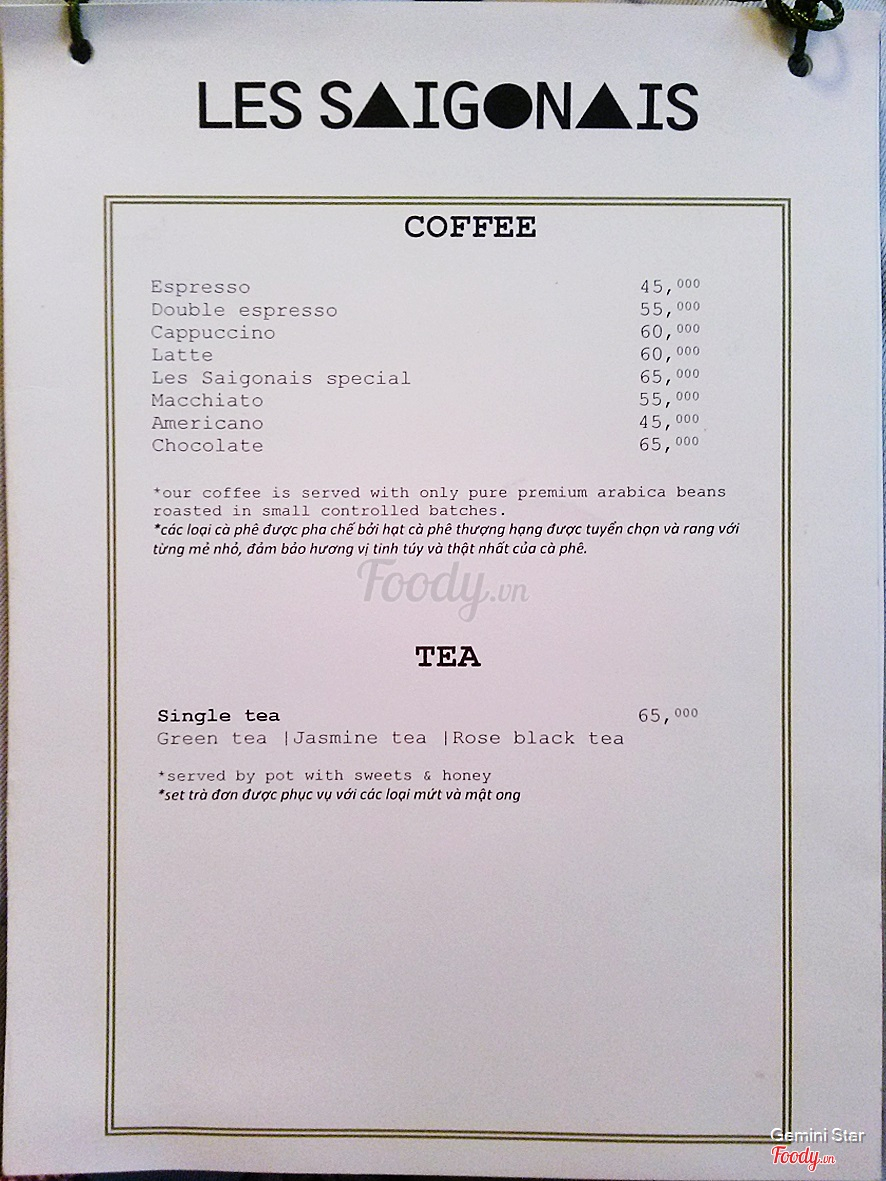 LES SAIGONAIS
COFFEE
Espresso 45,000
Double espresso 55,000
Cappuccino 60,000
Latte 60,000
Les Saigonais special 65,000
Macchiato 55,000
Americano 45,000
Chocolate 65,000
*our coffee is served with only pure premium arabica beans
roasted in small controlled batches.
*các loại cà phê được pha chế bởi hạt cà phê thượng hạng được tuyển chọn và rang với
từng mẻ nhỏ, đảm bảo hương vị tinh túy và thật nhất của cà phê.
Foody.vn
TEA
Single tea 65,000
Green tea |Jasmine tea |Rose black tea
*served by pot with sweets & honey
*set trà đơn được phục vụ với các loại mứt và mật ong
Gemini Star
Foody.vn